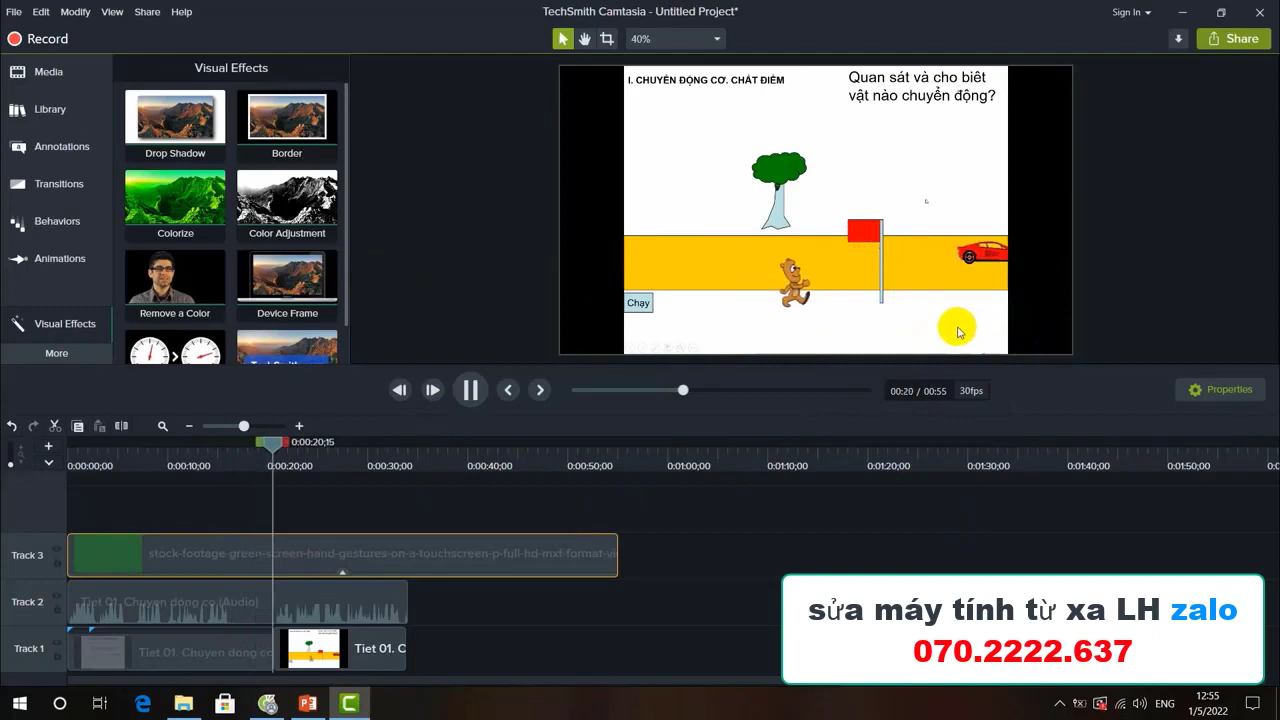 File Edit Modify View Share Help
TechSmith Camtasia - Untitled Project*
Sign In
Record
40%
Share
Media
Library
Annotations
Transitions
Behaviors
Animations
Visual Effects
More
Visual Effects
Drop Shadow
Border
Colorize
Color Adjustment
Remove a Color
Device Frame
I. CHUYỂN ĐỘNG CƠ. CHẤT ĐIỂM
Quan sát và cho biêt
vật nào chuyển động?
Chạy
00:20 / 00:55 30fps
Properties
0:00:20;15
0:00:00;00 0:00:10;00 0:00:20;00 0:00:30;00 0:00:40;00 0:00:50;00 0:01:00;00 0:01:10;00 0:01:20;00 0:01:30;00 0:01:40;00 0:01:50;00
Track 3
stock-footage-green-screen-hand-gestures-on-a-touchscreen-p-full-hd-mxf-format-vi
Track 2
Tiet 01. Chuyen dong co (Audio)
Track 1
Tiet 01. Chuyen dong co
Tiet 01. C
sửa máy tính từ xa LH zalo
070.2222.637
ENG
12:55
1/5/2022